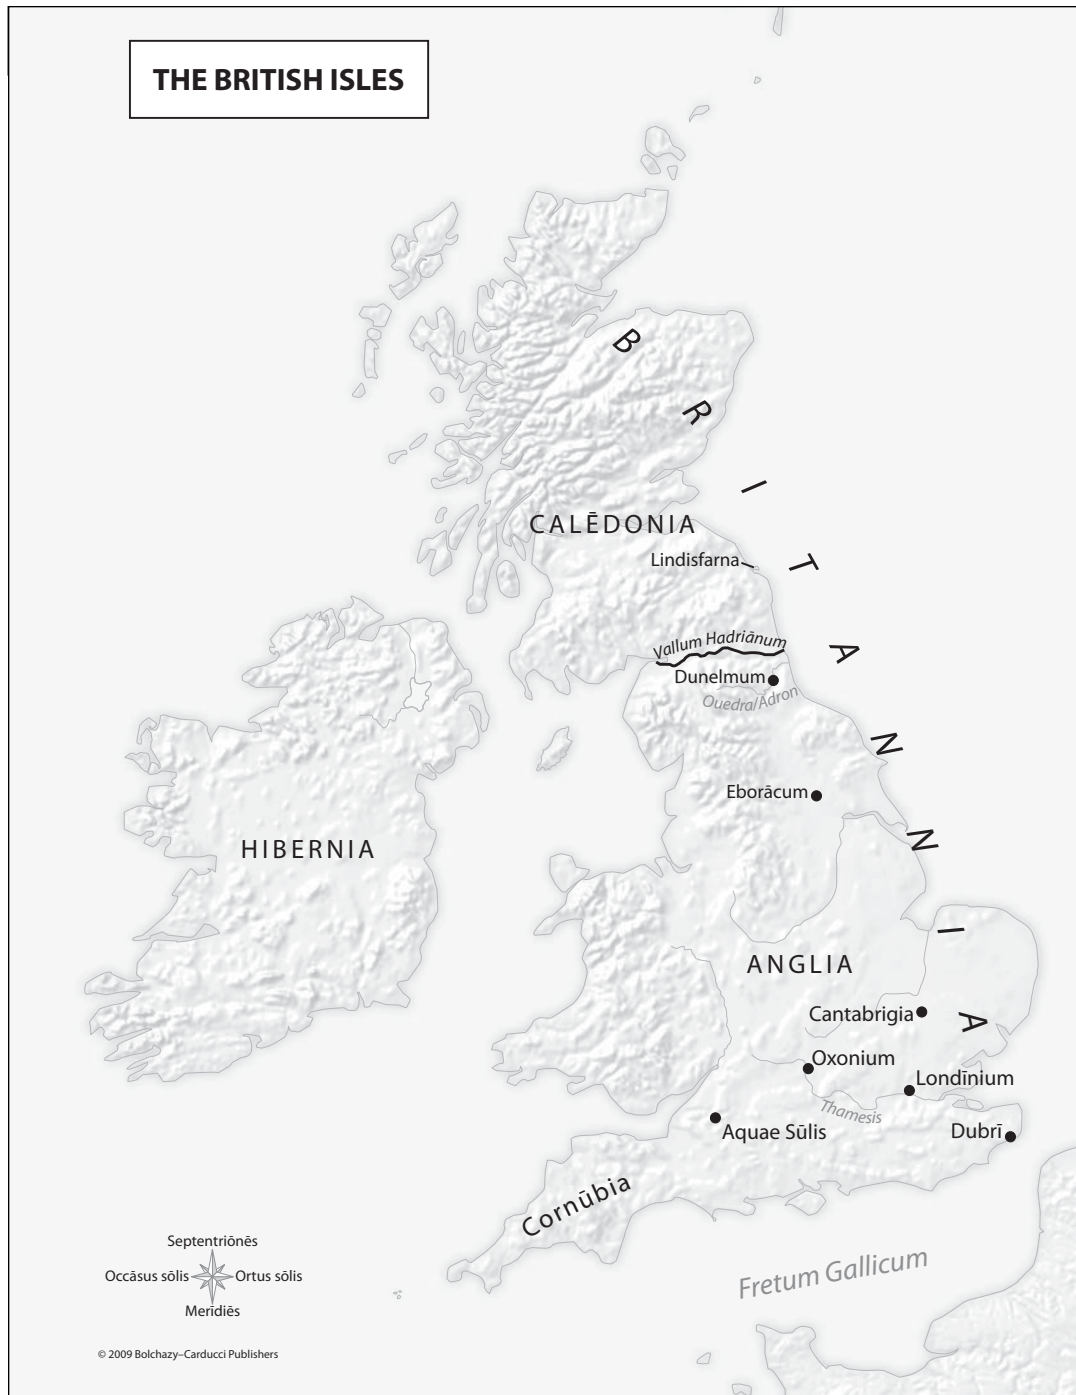 THE BRITISH ISLES
BRITANNIA
CALĒDONIA
Lindisfarna
Vallum Hadriānum
Dunelmum
Ouedra/Adron
Eborācum
HIBERNIA
ANGLIA
Cantabrigia
Oxonium
Londīnium
Thamesis
Aquae Sūlis
Dubrī
Cornūbia
Fretum Gallicum
Septentriōnēs
Occāsus sōlis
Ortus sōlis
Merīdiēs
© 2009 Bolchazy–Carducci Publishers